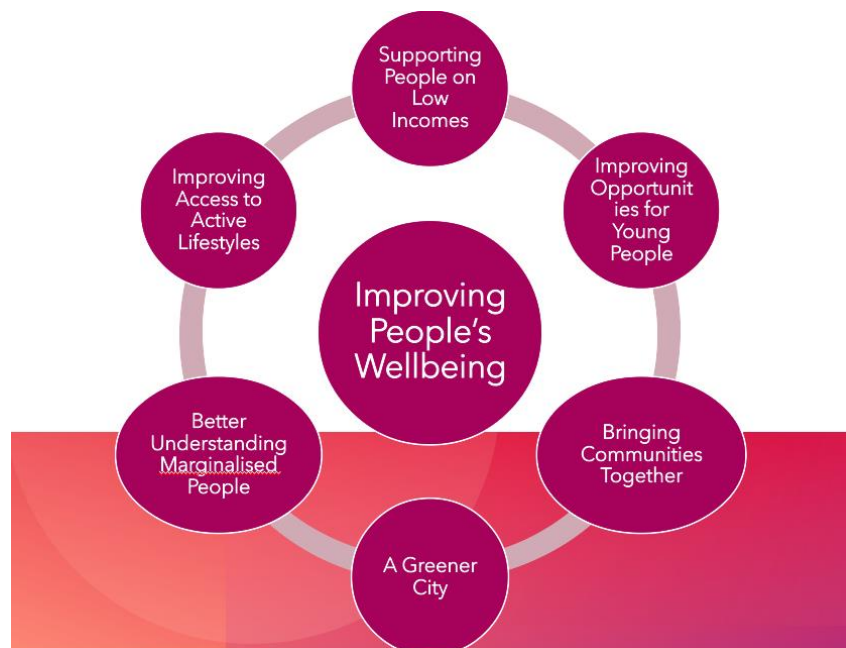 Supporting
People on
Low
Incomes
Improving
Opportunit
ies for
Young
People
Bringing
Communities
Together
A Greener
City
Better
Understanding
Marginalised
People
Improving
Access to
Active
Lifestyles
Improving
People's
Wellbeing